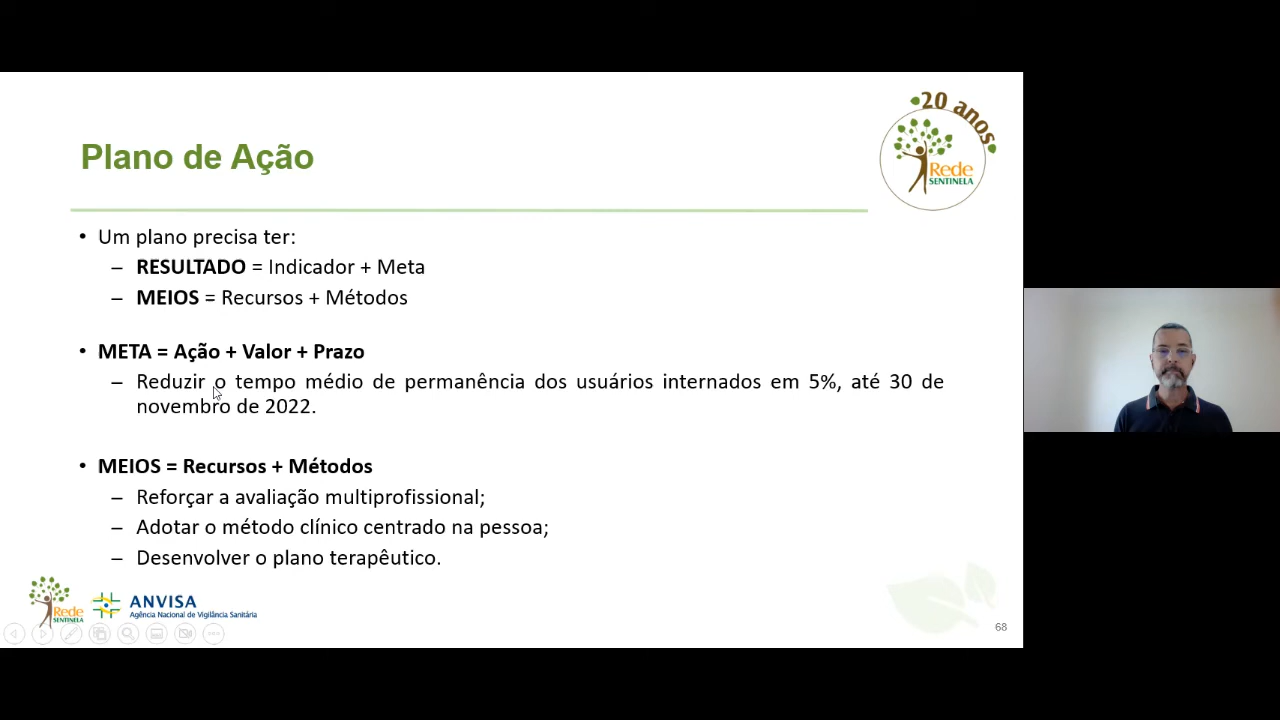 20 anos
Rede
SENTINELA
Plano de Ação
• Um plano precisa ter:
– RESULTADO = Indicador + Meta
– MEIOS = Recursos + Métodos
• META = Ação + Valor + Prazo
– Reduzir o tempo médio de permanência dos usuários internados em 5%, até 30 de
novembro de 2022.
• MEIOS = Recursos + Métodos
– Reforçar a avaliação multiprofissional;
– Adotar o método clínico centrado na pessoa;
– Desenvolver o plano terapêutico.
Rede
SENTINELA
ANVISA
Agência Nacional de Vigilância Sanitária
68